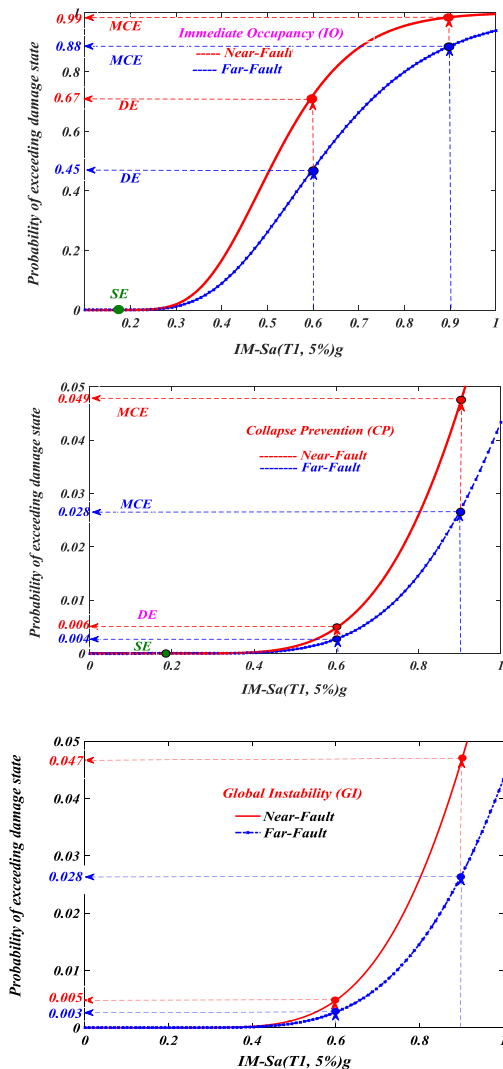 0.99
1
MCE
Immediate Occupancy (IO)
0.88
MCE
Near-Fault
Far-Fault
0.8
0.67
DE
0.6
0.45
DE
0.4
0.2
SE
0
0.2 0.3 0.4 0.5 0.6 0.7 0.8 0.9 1
Probability of exceeding damage state
IM-Sa(T1, 5%)g
0.05
0.049
MCE
Collapse Prevention (CP)
0.04
Near-Fault
Far-Fault
0.03
0.028
MCE
0.02
0.01
DE
0.006
0.004
SE
0
0 0.2 0.4 0.6 0.8 1
Probability of exceeding damage state
IM-Sa(T1, 5%)g
0.05
0.047
0.04
Global Instability (GI)
Near-Fault
Far-Fault
0.03
0.028
0.02
0.01
0.005
0.003
0
0 0.2 0.4 0.6 0.8 1
Probability of exceeding damage state
IM-Sa(T1, 5%)g